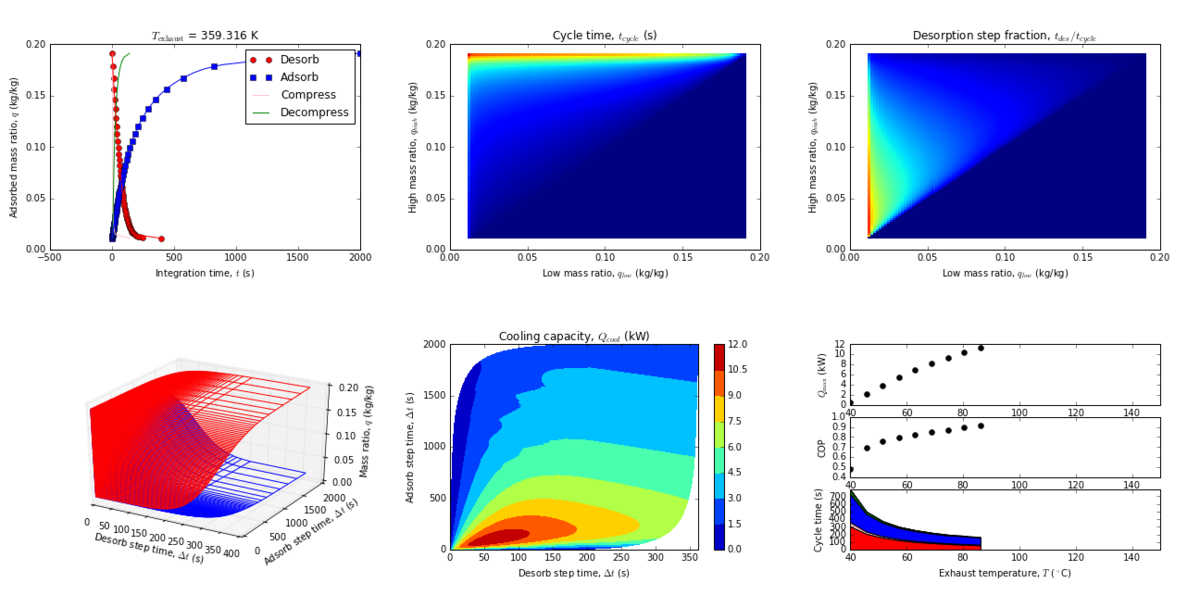 T_exhaust = 359.316 K
Adsorbed mass ratio, q (kg/kg)
0.20
0.15
0.10
0.05
0.00
Desorb
Adsorb
Compress
Decompress
−500 0 500 1000 1500 2000
Integration time, t (s)
Cycle time, t_cycle (s)
High mass ratio, q_high (kg/kg)
0.20
0.15
0.10
0.05
0.00
0.00 0.05 0.10 0.15 0.20
Low mass ratio, q_low (kg/kg)
Desorption step fraction, t_des/t_cycle
High mass ratio, q_high (kg/kg)
0.20
0.15
0.10
0.05
0.00
0.00 0.05 0.10 0.15 0.20
Low mass ratio, q_low (kg/kg)
0.20
0.15
0.10
0.05
0.00
Mass ratio, q (kg/kg)
0 50 100 150 200 250 300 350 400
Desorb step time, Δt (s)
0 500 1000 1500 2000
Adsorb step time, Δt (s)
Cooling capacity, Q_cool (kW)
Adsorb step time, Δt (s)
2000
1500
1000
500
0
0 50 100 150 200 250 300 350
Desorb step time, Δt (s)
12.0
10.5
9.0
7.5
6.0
4.5
3.0
1.5
0.0
Q_max (kW)
12
10
8
6
4
2
0
40 60 80 100 120 140
COP
1.0
0.9
0.8
0.7
0.6
0.5
0.4
40 60 80 100 120 140
Cycle time (s)
700
600
500
400
300
200
100
0
40 60 80 100 120 140
Exhaust temperature, T (°C)